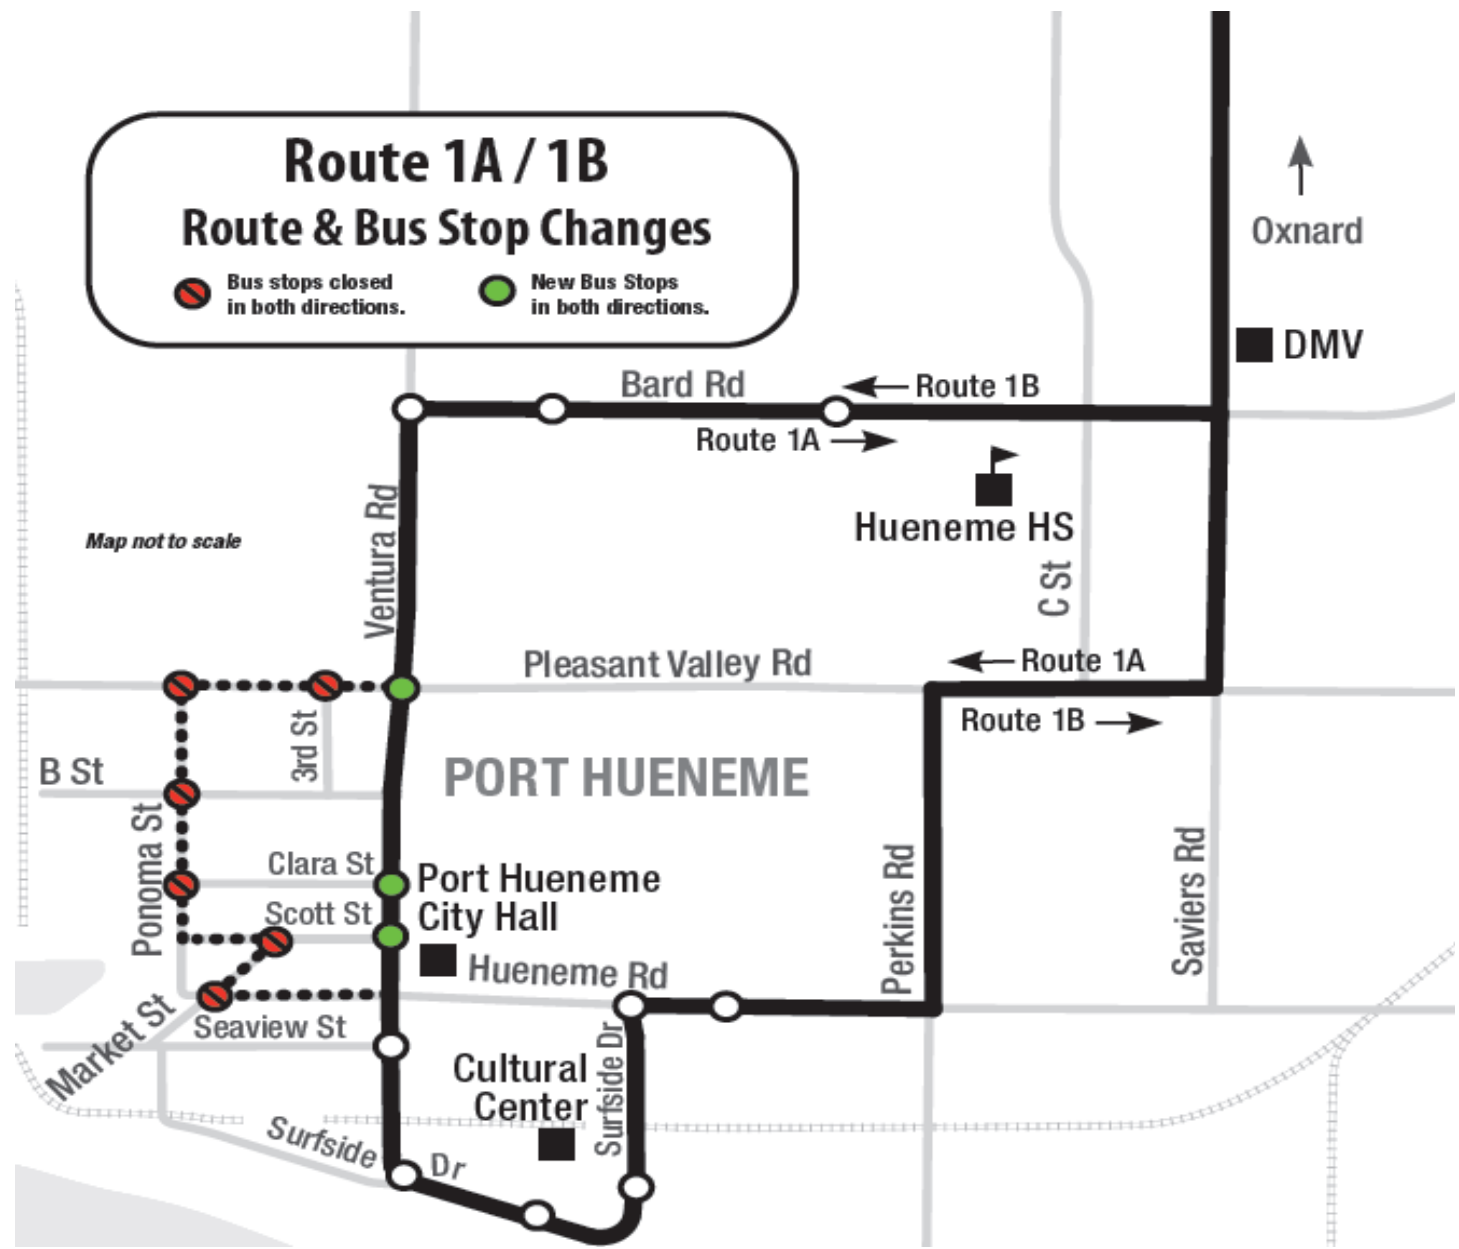 Route 1A / 1B
Route & Bus Stop Changes
Bus stops closed
in both directions.
New Bus Stops
in both directions.
Oxnard
DMV
Bard Rd
Route 1B
Route 1A
Hueneme HS
Map not to scale
Ventura Rd
C St
Pleasant Valley Rd
Route 1A
Route 1B
3rd St
B St
PORT HUENEME
Ponoma St
Clara St
Port Hueneme
City Hall
Scott St
Perkins Rd
Saviers Rd
Hueneme Rd
Market St
Seaview St
Cultural
Center
Surfside Dr
Surfside Dr